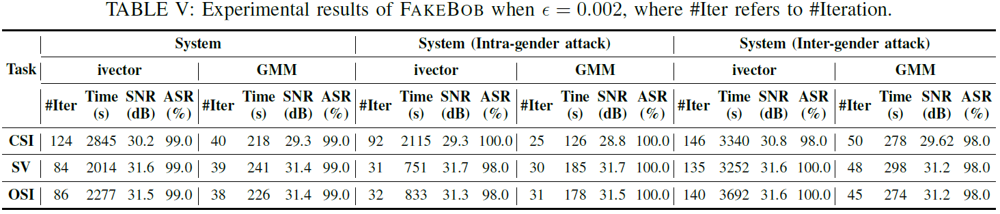 TABLE V: Experimental results of FAKEBOB when ϵ = 0.002, where #Iter refers to #Iteration.
Task System System (Intra-gender attack) System (Inter-gender attack)
ivector GMM ivector GMM ivector GMM
#Iter Time (s) SNR (dB) ASR (%) #Iter Time (s) SNR (dB) ASR (%) #Iter Time (s) SNR (dB) ASR (%) #Iter Time (s) SNR (dB) ASR (%) #Iter Time (s) SNR (dB) ASR (%) #Iter Time (s) SNR (dB) ASR (%)
CSI 124 2845 30.2 99.0 40 218 29.3 99.0 92 2115 29.3 100.0 25 126 28.8 100.0 146 3340 30.8 98.0 50 278 29.62 98.0
SV 84 2014 31.6 99.0 39 241 31.4 99.0 31 751 31.7 98.0 30 185 31.7 100.0 135 3252 31.6 100.0 48 298 31.2 98.0
OSI 86 2277 31.5 99.0 38 226 31.4 99.0 32 833 31.3 98.0 31 178 31.5 100.0 140 3692 31.6 100.0 45 274 31.2 98.0